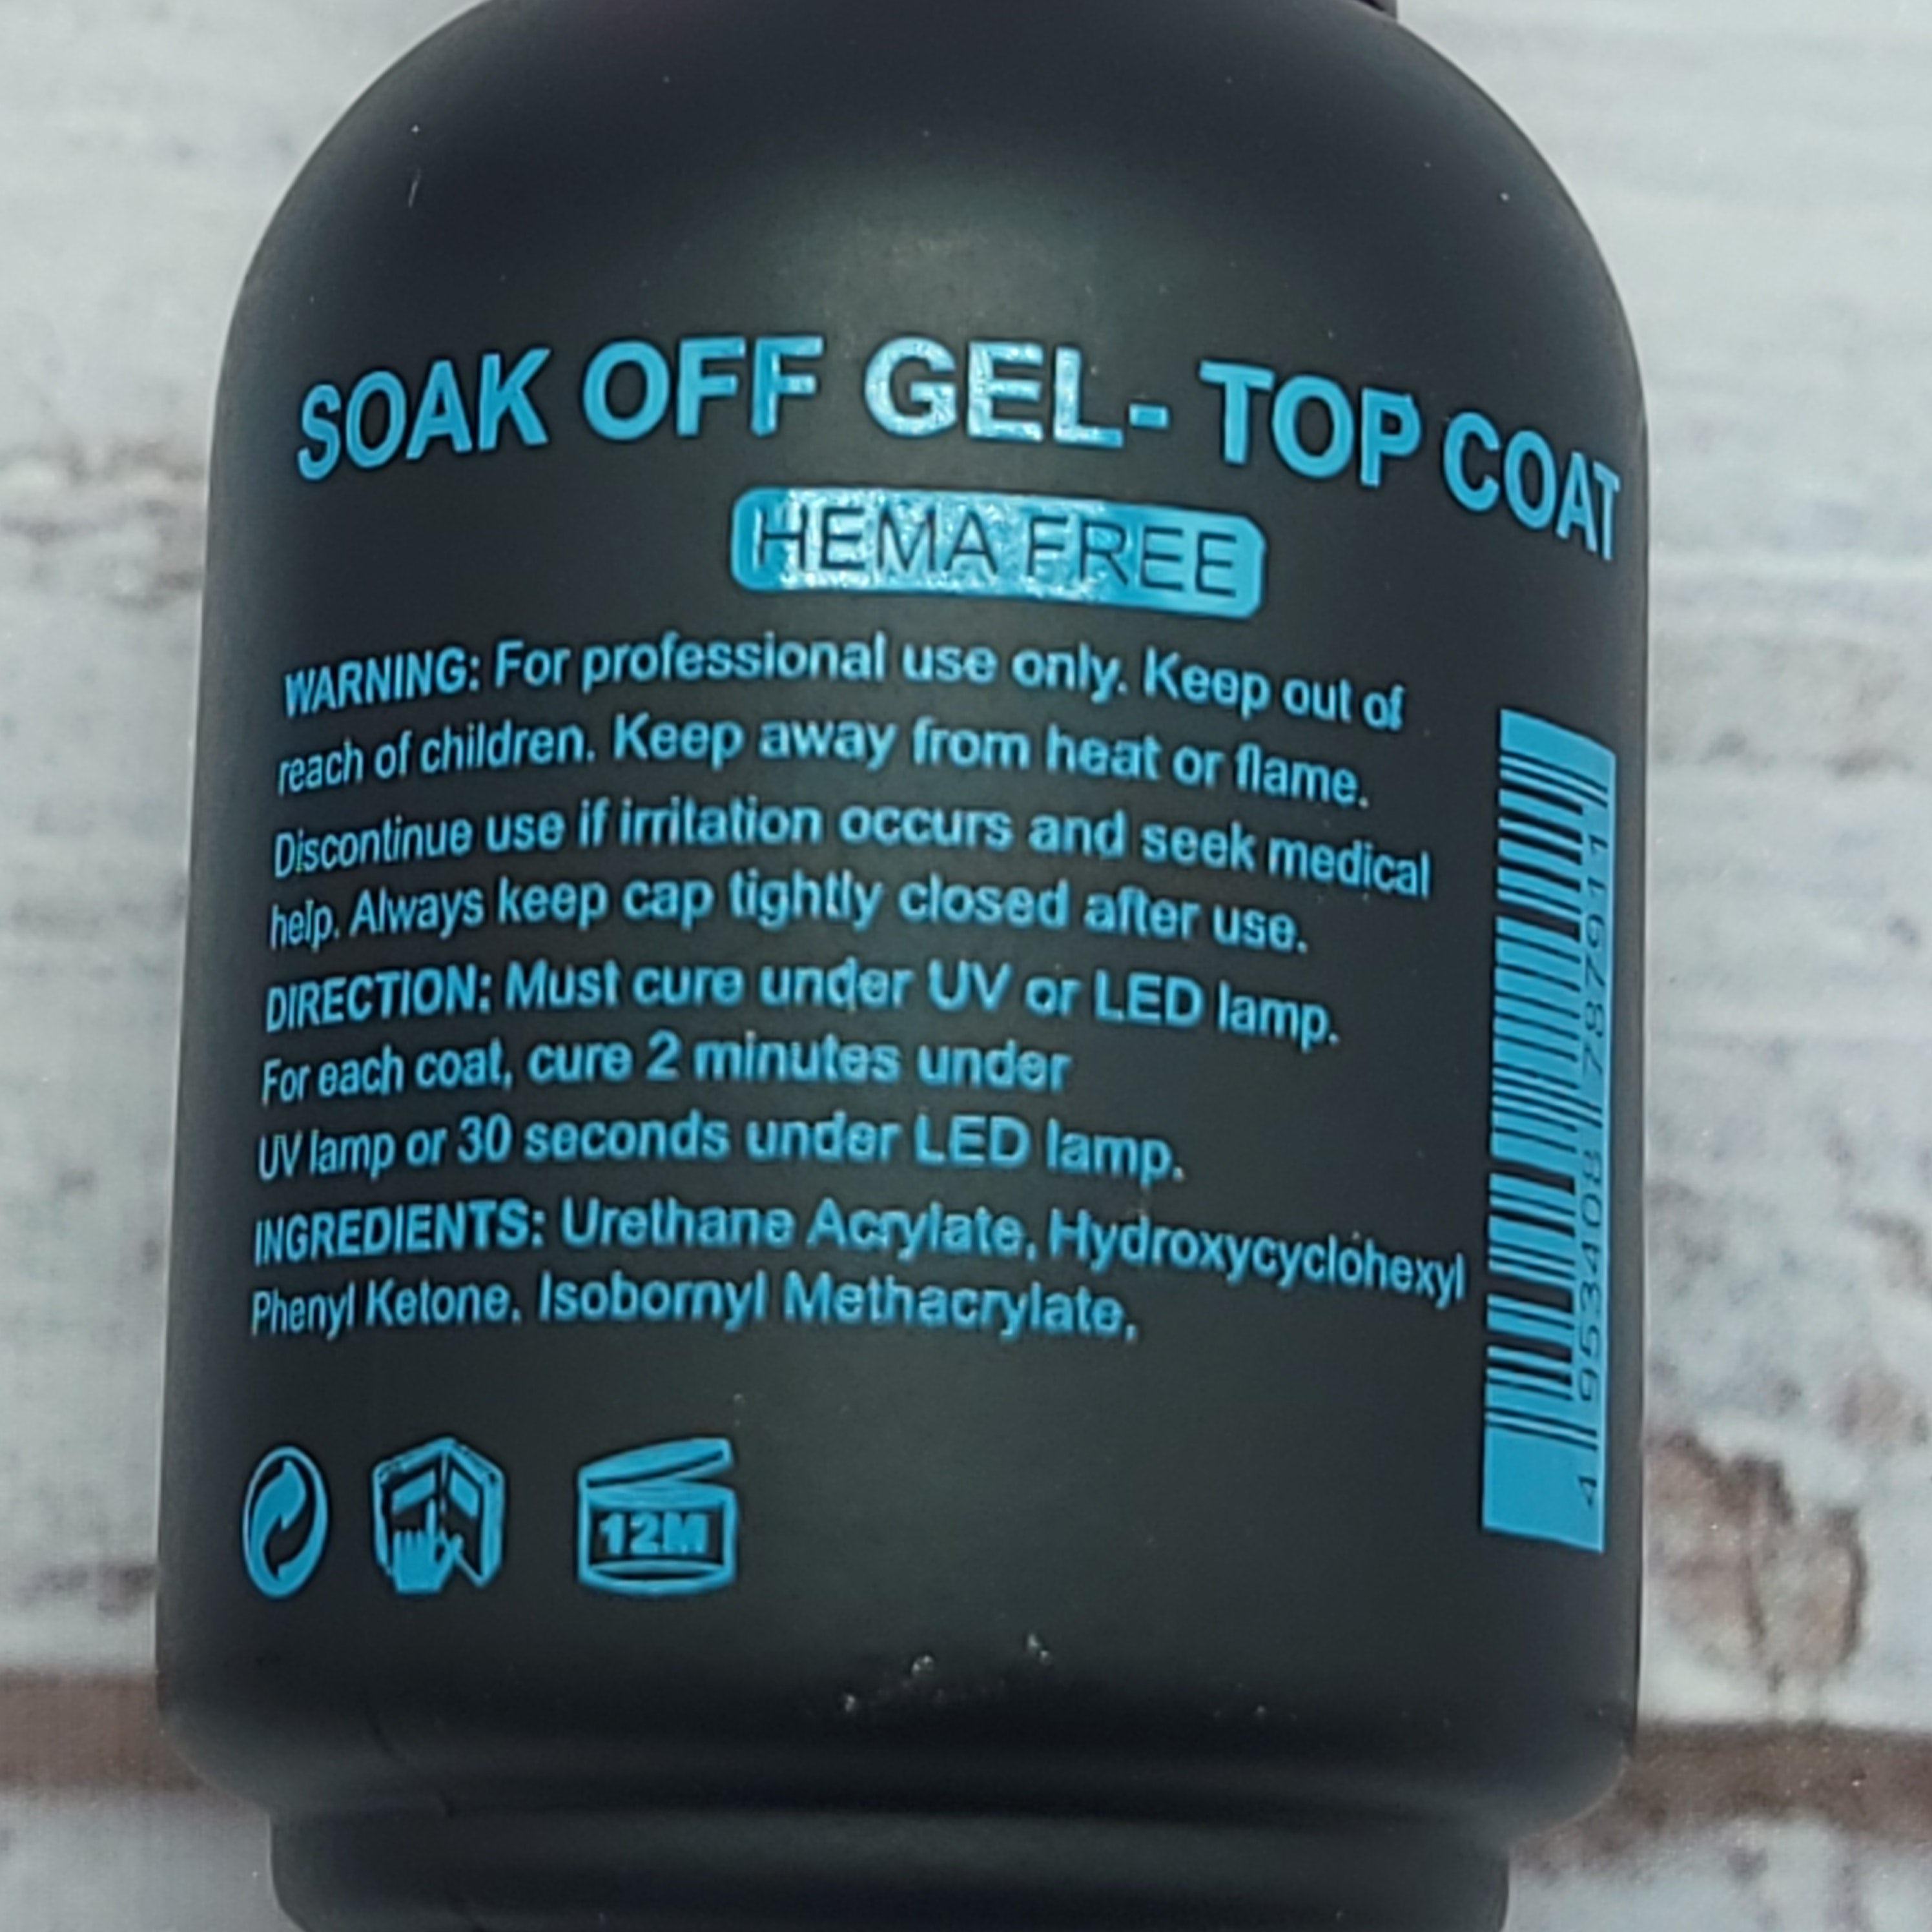 SOAK OFF GEL- TOP COAT
HEMA FREE
WARNING: For professional use only. Keep out of
reach of children. Keep away from heat or flame.
Discontinue use if irritation occurs and seek medical
help. Always keep cap tightly closed after use.
DIRECTION: Must cure under UV or LED lamp.
For each coat, cure 2 minutes under
UV lamp or 30 seconds under LED lamp.
INGREDIENTS: Urethane Acrylate, Hydroxycyclohexyl
Phenyl Ketone. Isobornyl Methacrylate,
12M
4 953408 787911